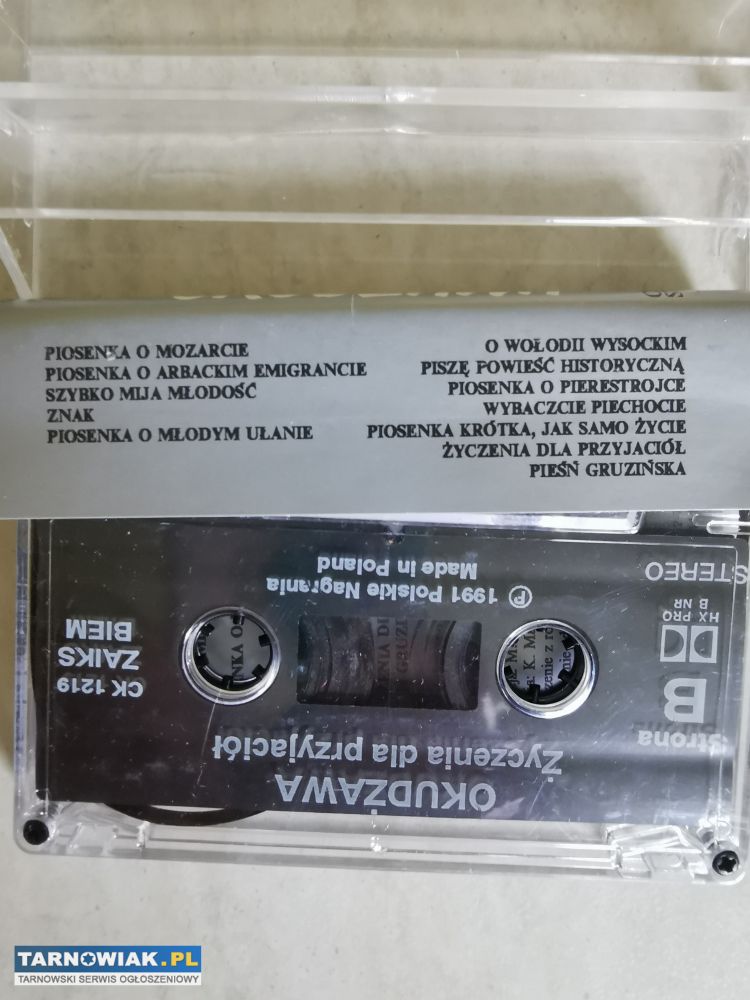 PIOSENKA O MOZARCIE
PIOSENKA O ARBACKIM EMIGRANCIE
SZYBKO MIJA MŁODOŚĆ
ZNAK
PIOSENKA O MŁODYM UŁANIE
O WOŁODII WYSOCKIM
PISZĘ POWIEŚĆ HISTORYCZNĄ
PIOSENKA O PIERESTROJCE
WYBACZCIE PIECHOCIE
PIOSENKA KRÓTKA, JAK SAMO ŻYCIE
ŻYCZENIA DLA PRZYJACIÓŁ
PIEŚŃ GRUZIŃSKA
OKUDŻAWA
Życzenia dla przyjaciół
Strona
B
HX PRO
B NR
STEREO
CK 1219
ZAIKS
BIEM
℗ 1991 Polskie Nagrania
Made in Poland
TARNOWIAK.PL
TARNOWSKI SERWIS OGŁOSZENIOWY